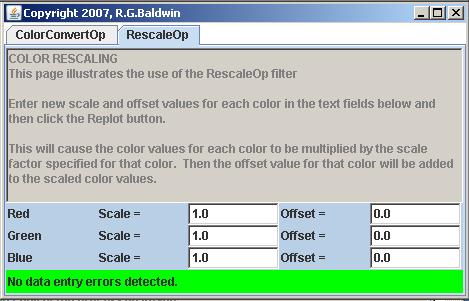 Copyright 2007, R.G.Baldwin
ColorConvertOp RescaleOp
COLOR RESCALING
This page illustrates the use of the RescaleOp filter
Enter new scale and offset values for each color in the text fields below and
then click the Replot button.
This will cause the color values for each color to be multiplied by the scale
factor specified for that color. Then the offset value for that color will be added
to the scaled color values.
Red Scale = 1.0 Offset = 0.0
Green Scale = 1.0 Offset = 0.0
Blue Scale = 1.0 Offset = 0.0
No data entry errors detected.